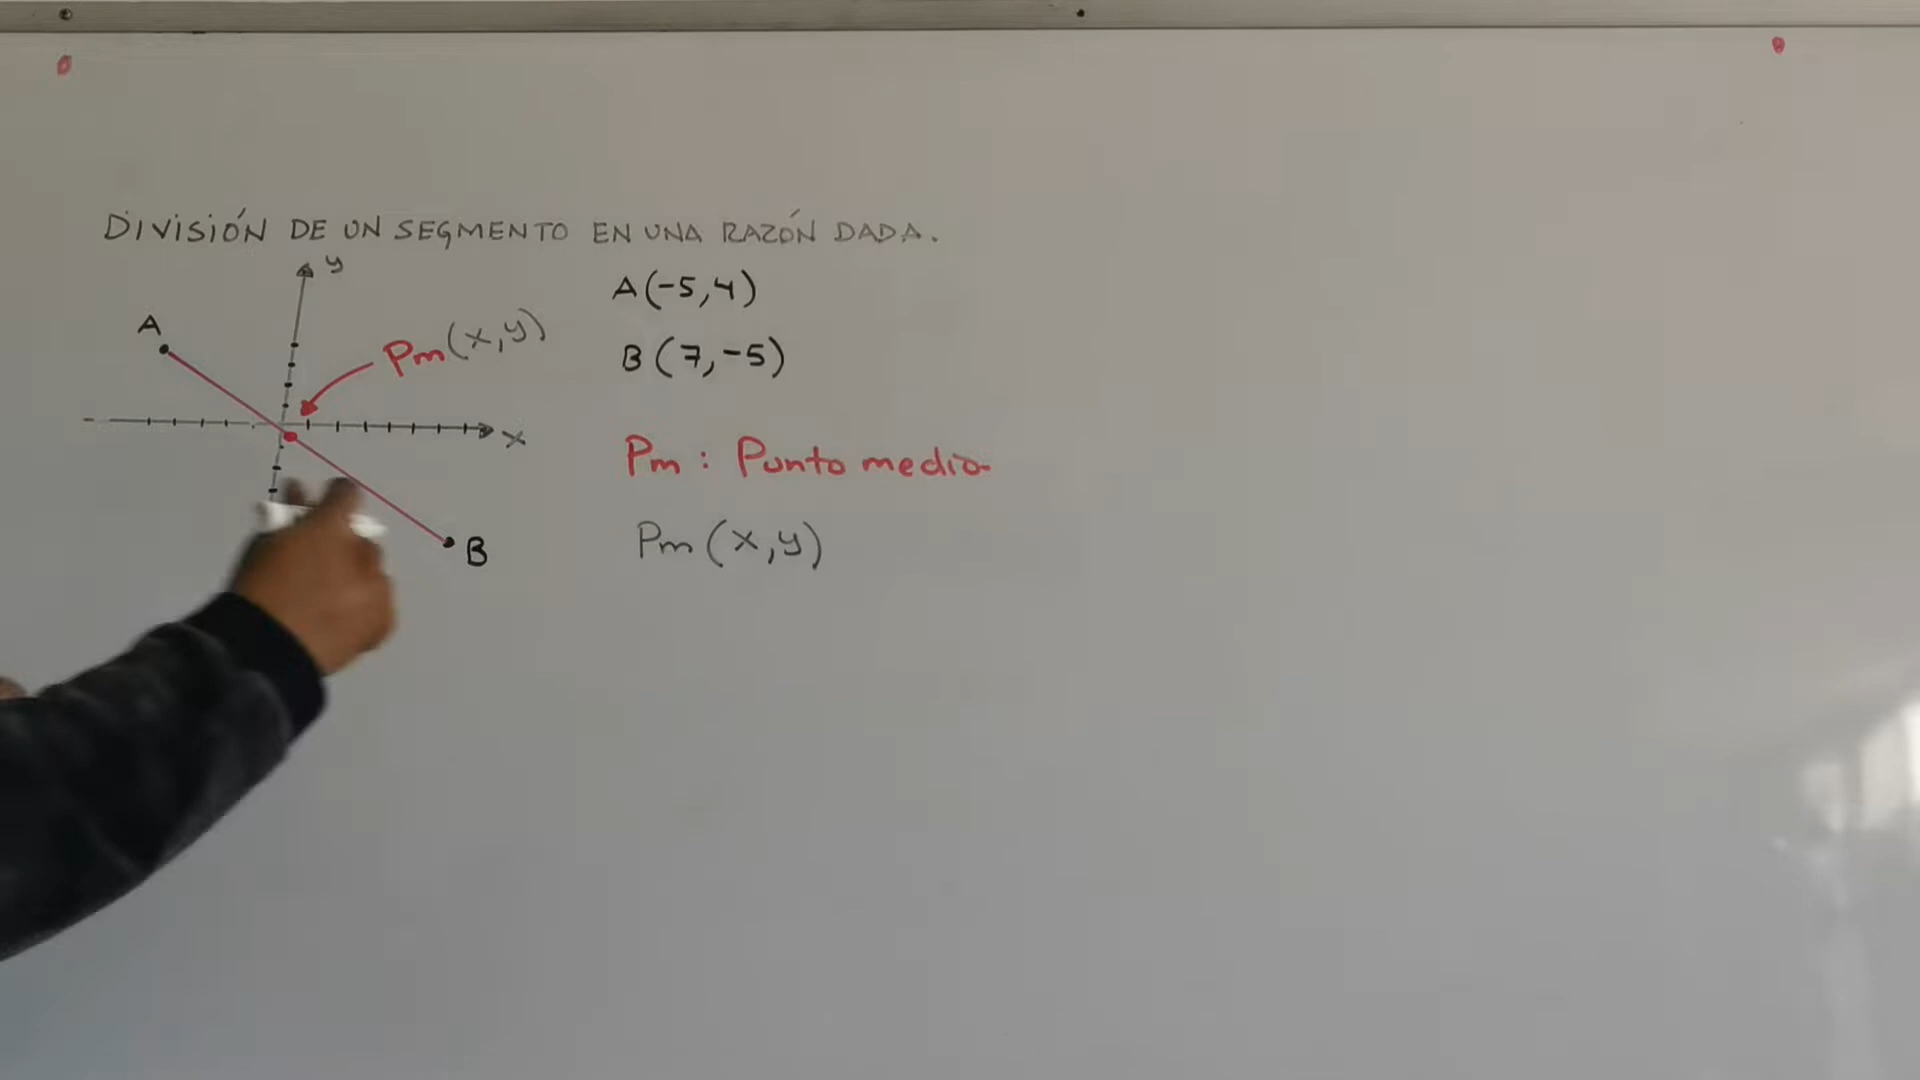 DIVISIÓN DE UN SEGMENTO EN UNA RAZÓN DADA.
y
A
Pm(x,y)
x
B
A(-5,4)
B(7,-5)
Pm: Punto medio
Pm(x,y)